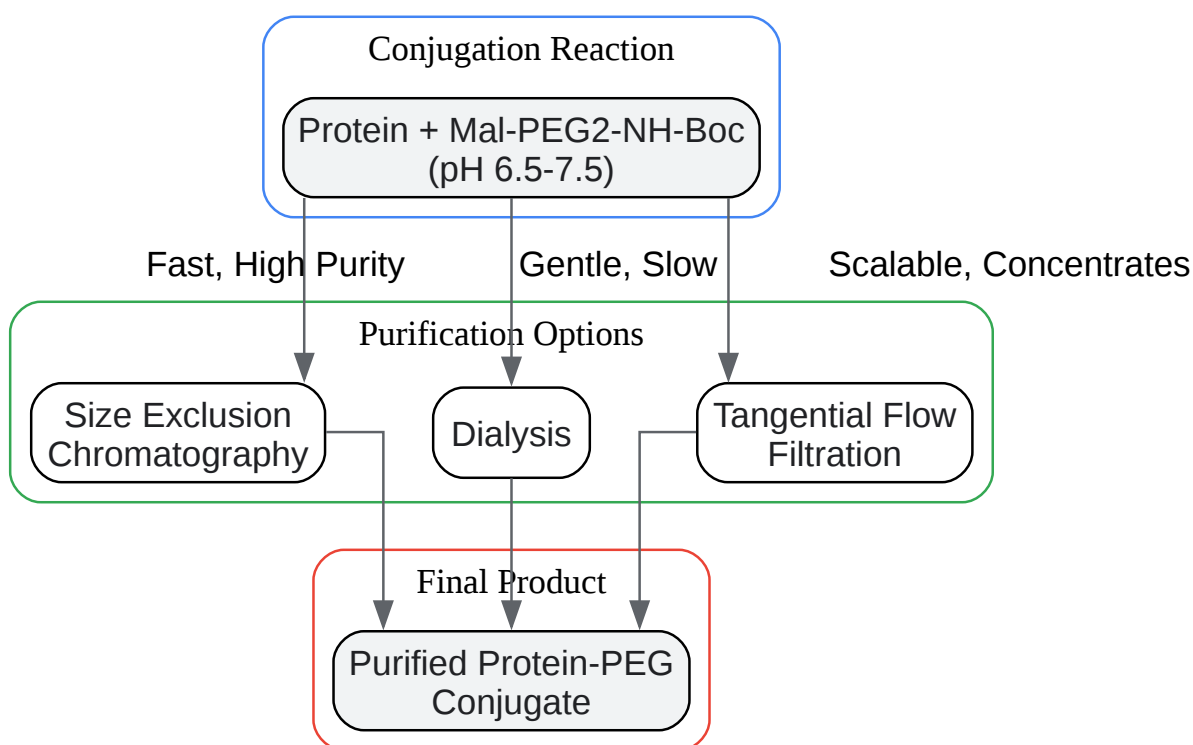 Conjugation Reaction
Protein + Mal-PEG2-NH-Boc
(pH 6.5-7.5)
Fast, High Purity
Gentle, Slow
Scalable, Concentrates
Purification Options
Size Exclusion
Chromatography
Dialysis
Tangential Flow
Filtration
Final Product
Purified Protein-PEG
Conjugate